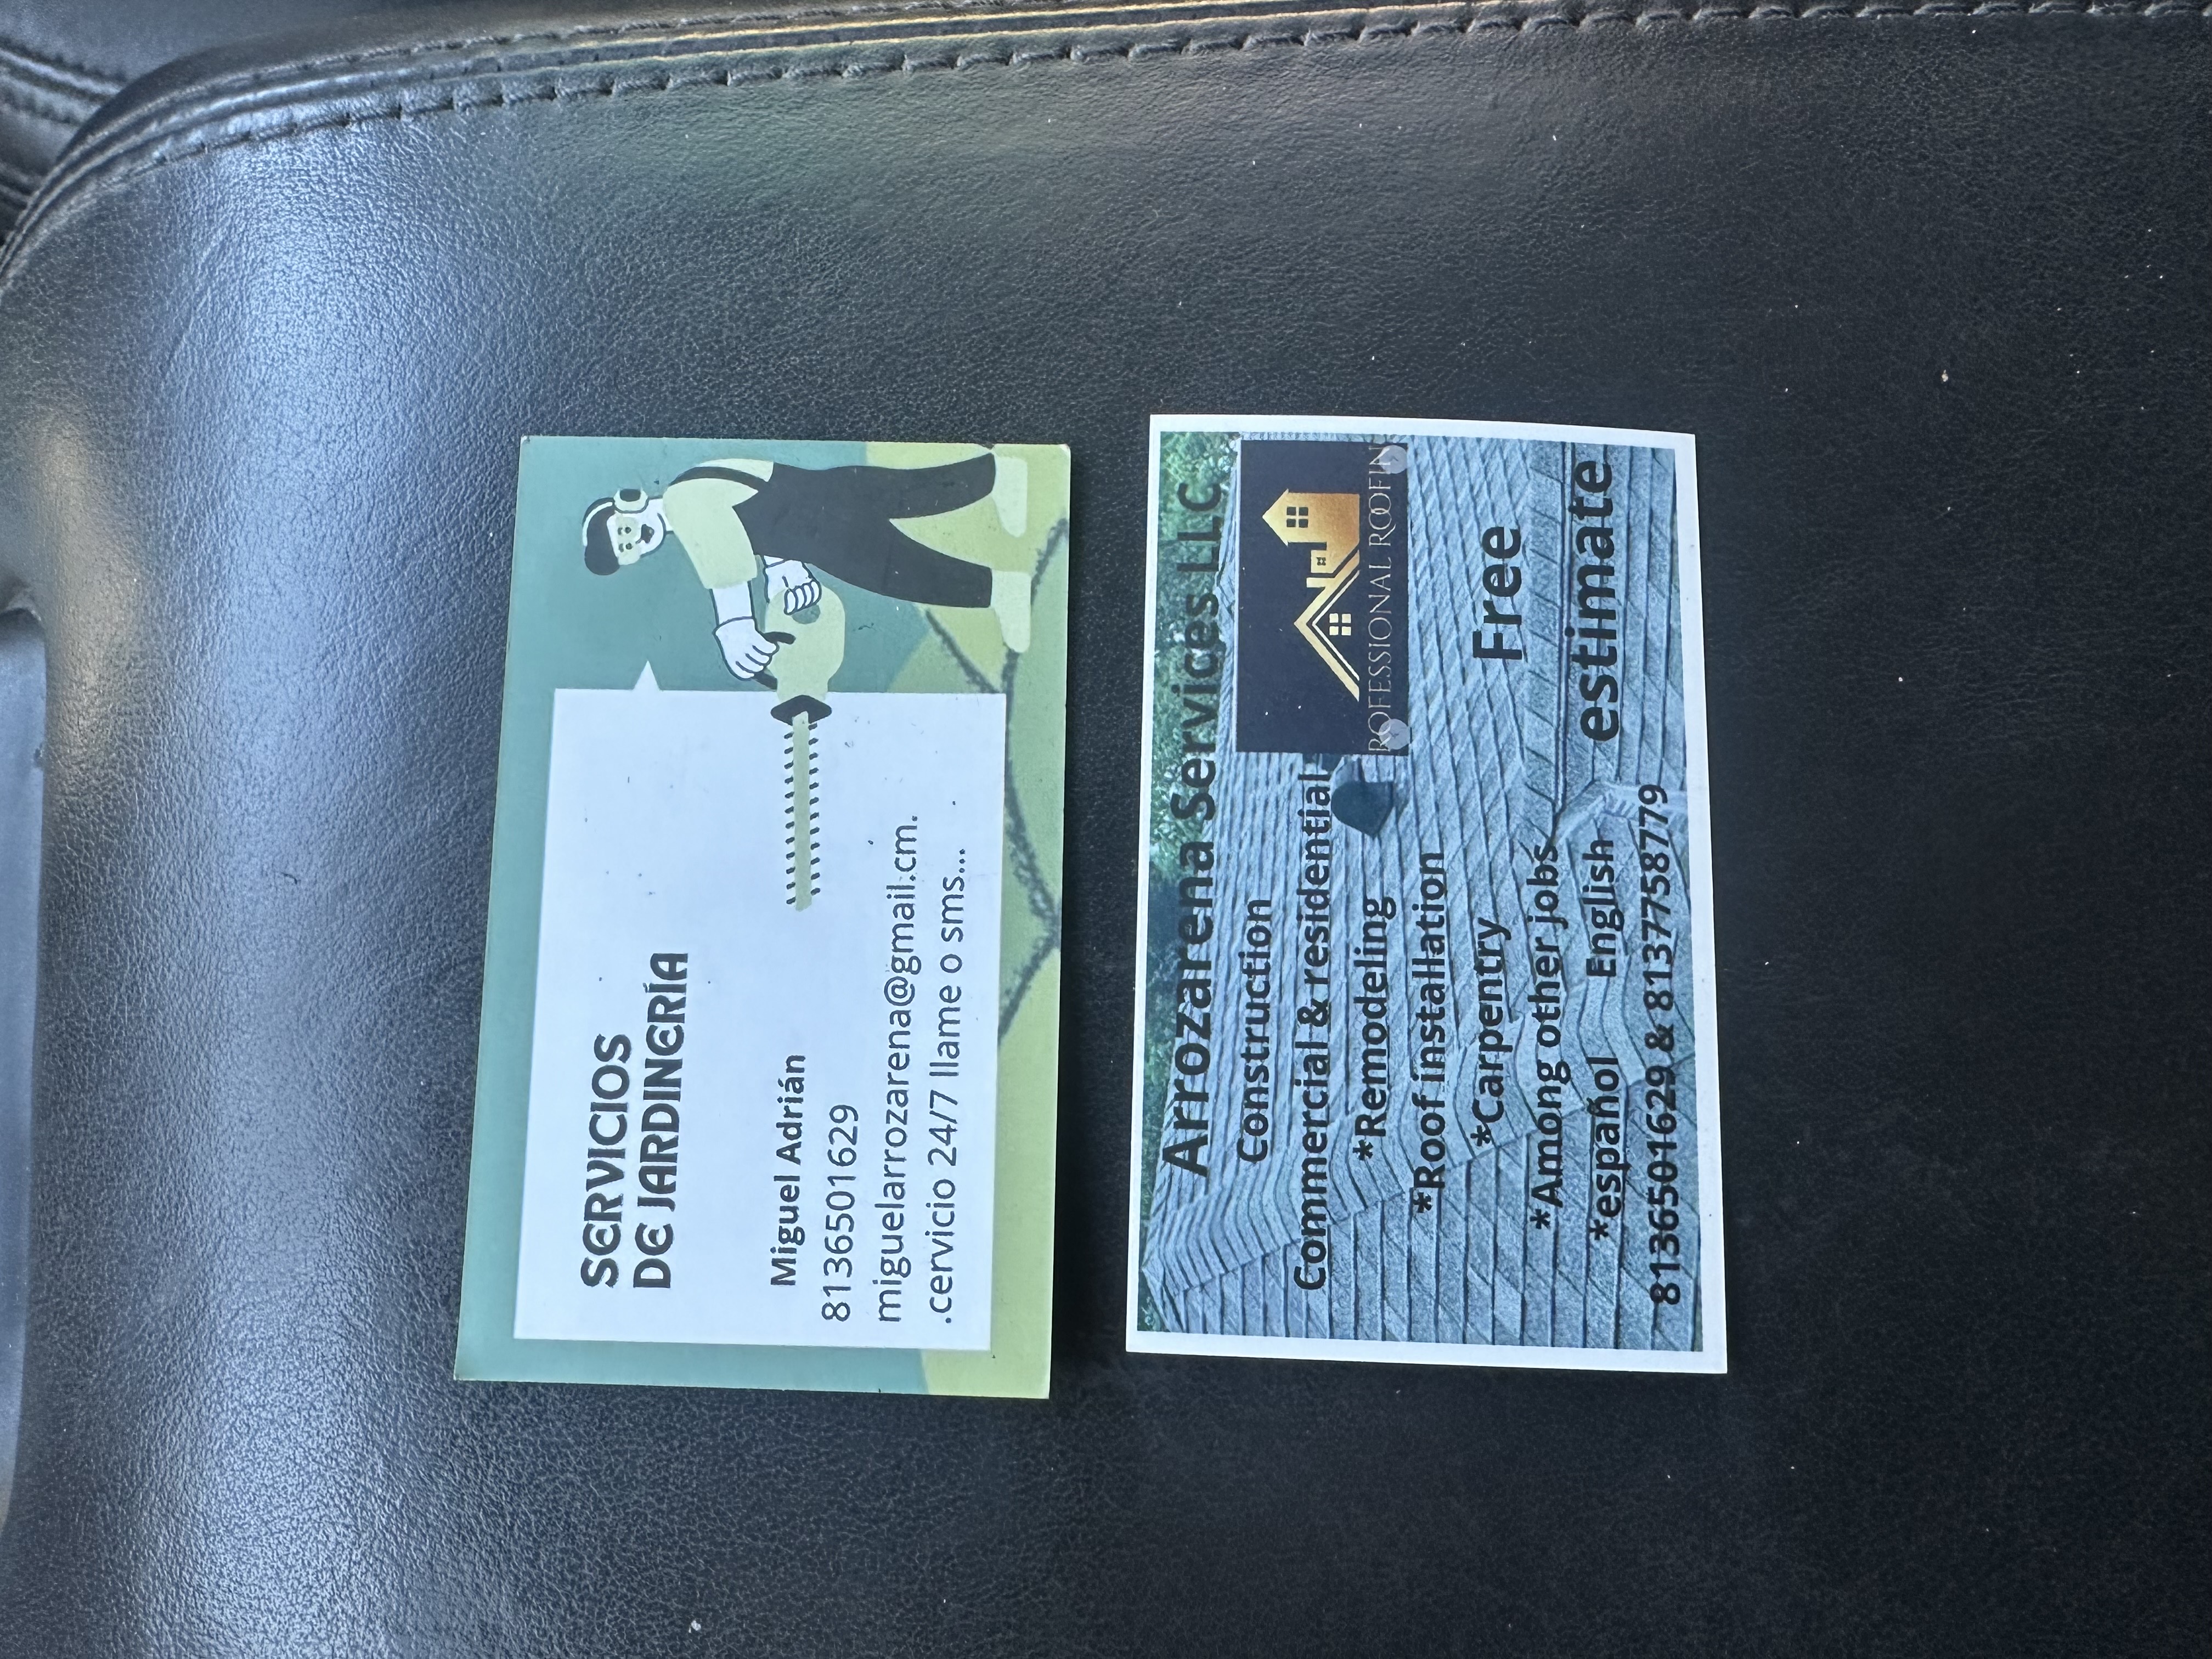 SERVICIOS
DE JARDINERÍA
Miguel Adrián
8136501629
miguelarrozarena@gmail.cm.
.cervicio 24/7 llame o sms...
Arrozarena Services LLC
Construction
Commercial & residential
*Remodeling
*Roof installation
*Carpentry
*Among other jobs
*español English
8136501629 & 8137758779
ROFESSIONAL ROOFIN
Free
estimate